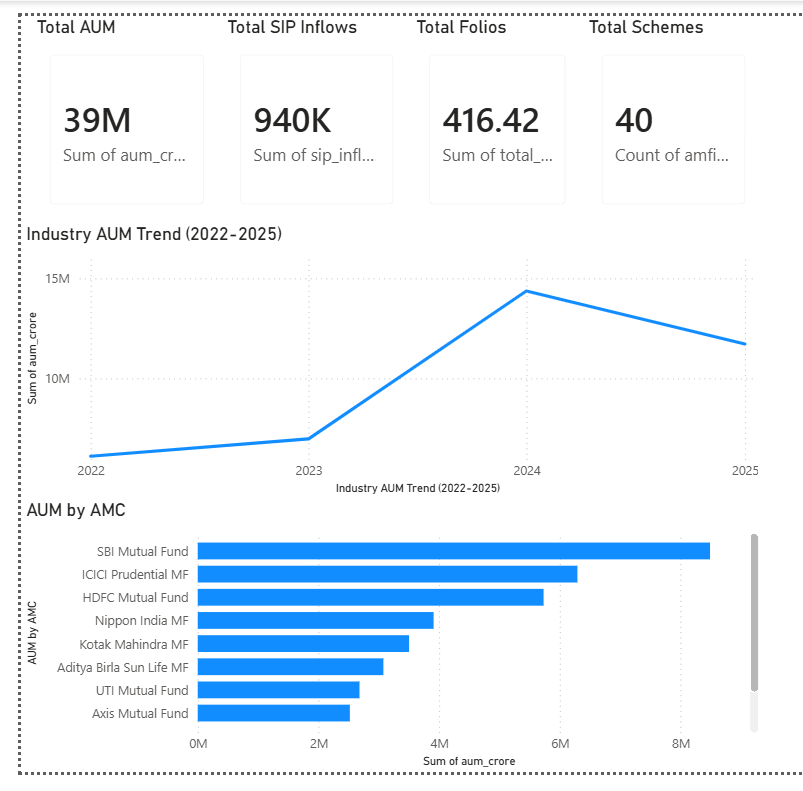 Total AUM
Total SIP Inflows
Total Folios
Total Schemes
39M
Sum of aum_cr...
940K
Sum of sip_infl...
416.42
Sum of total_...
40
Count of amfi...
Industry AUM Trend (2022-2025)
15M
10M
Sum of aum_crore
2022
2023
2024
2025
Industry AUM Trend (2022-2025)
AUM by AMC
AUM by AMC
SBI Mutual Fund
ICICI Prudential MF
HDFC Mutual Fund
Nippon India MF
Kotak Mahindra MF
Aditya Birla Sun Life MF
UTI Mutual Fund
Axis Mutual Fund
0M
2M
4M
6M
8M
Sum of aum_crore